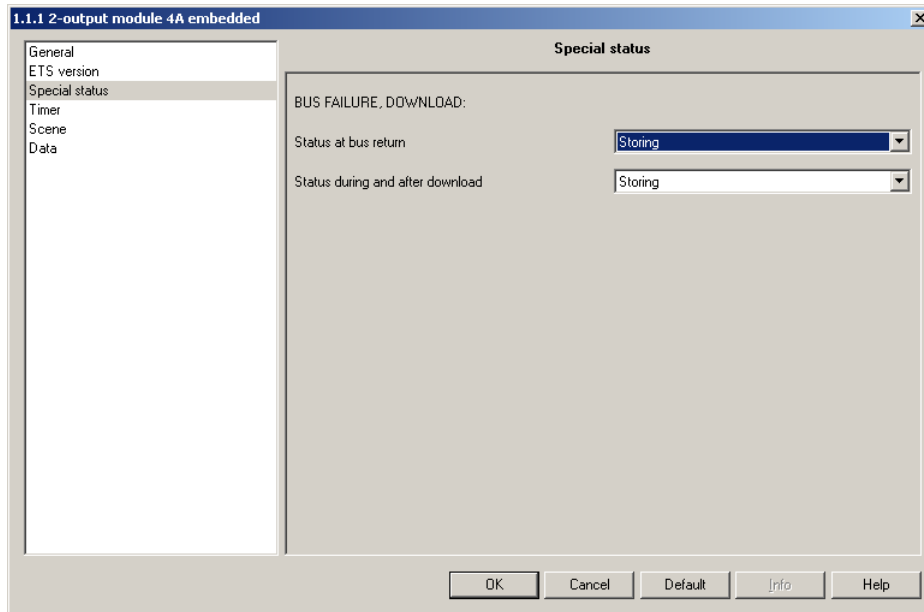 1.1.1 2-output module 4A embedded
General
ETS version
Special status
Timer
Scene
Data
Special status
BUS FAILURE, DOWNLOAD:
Status at bus return
Storing
Status during and after download
Storing
OK
Cancel
Default
Info
Help